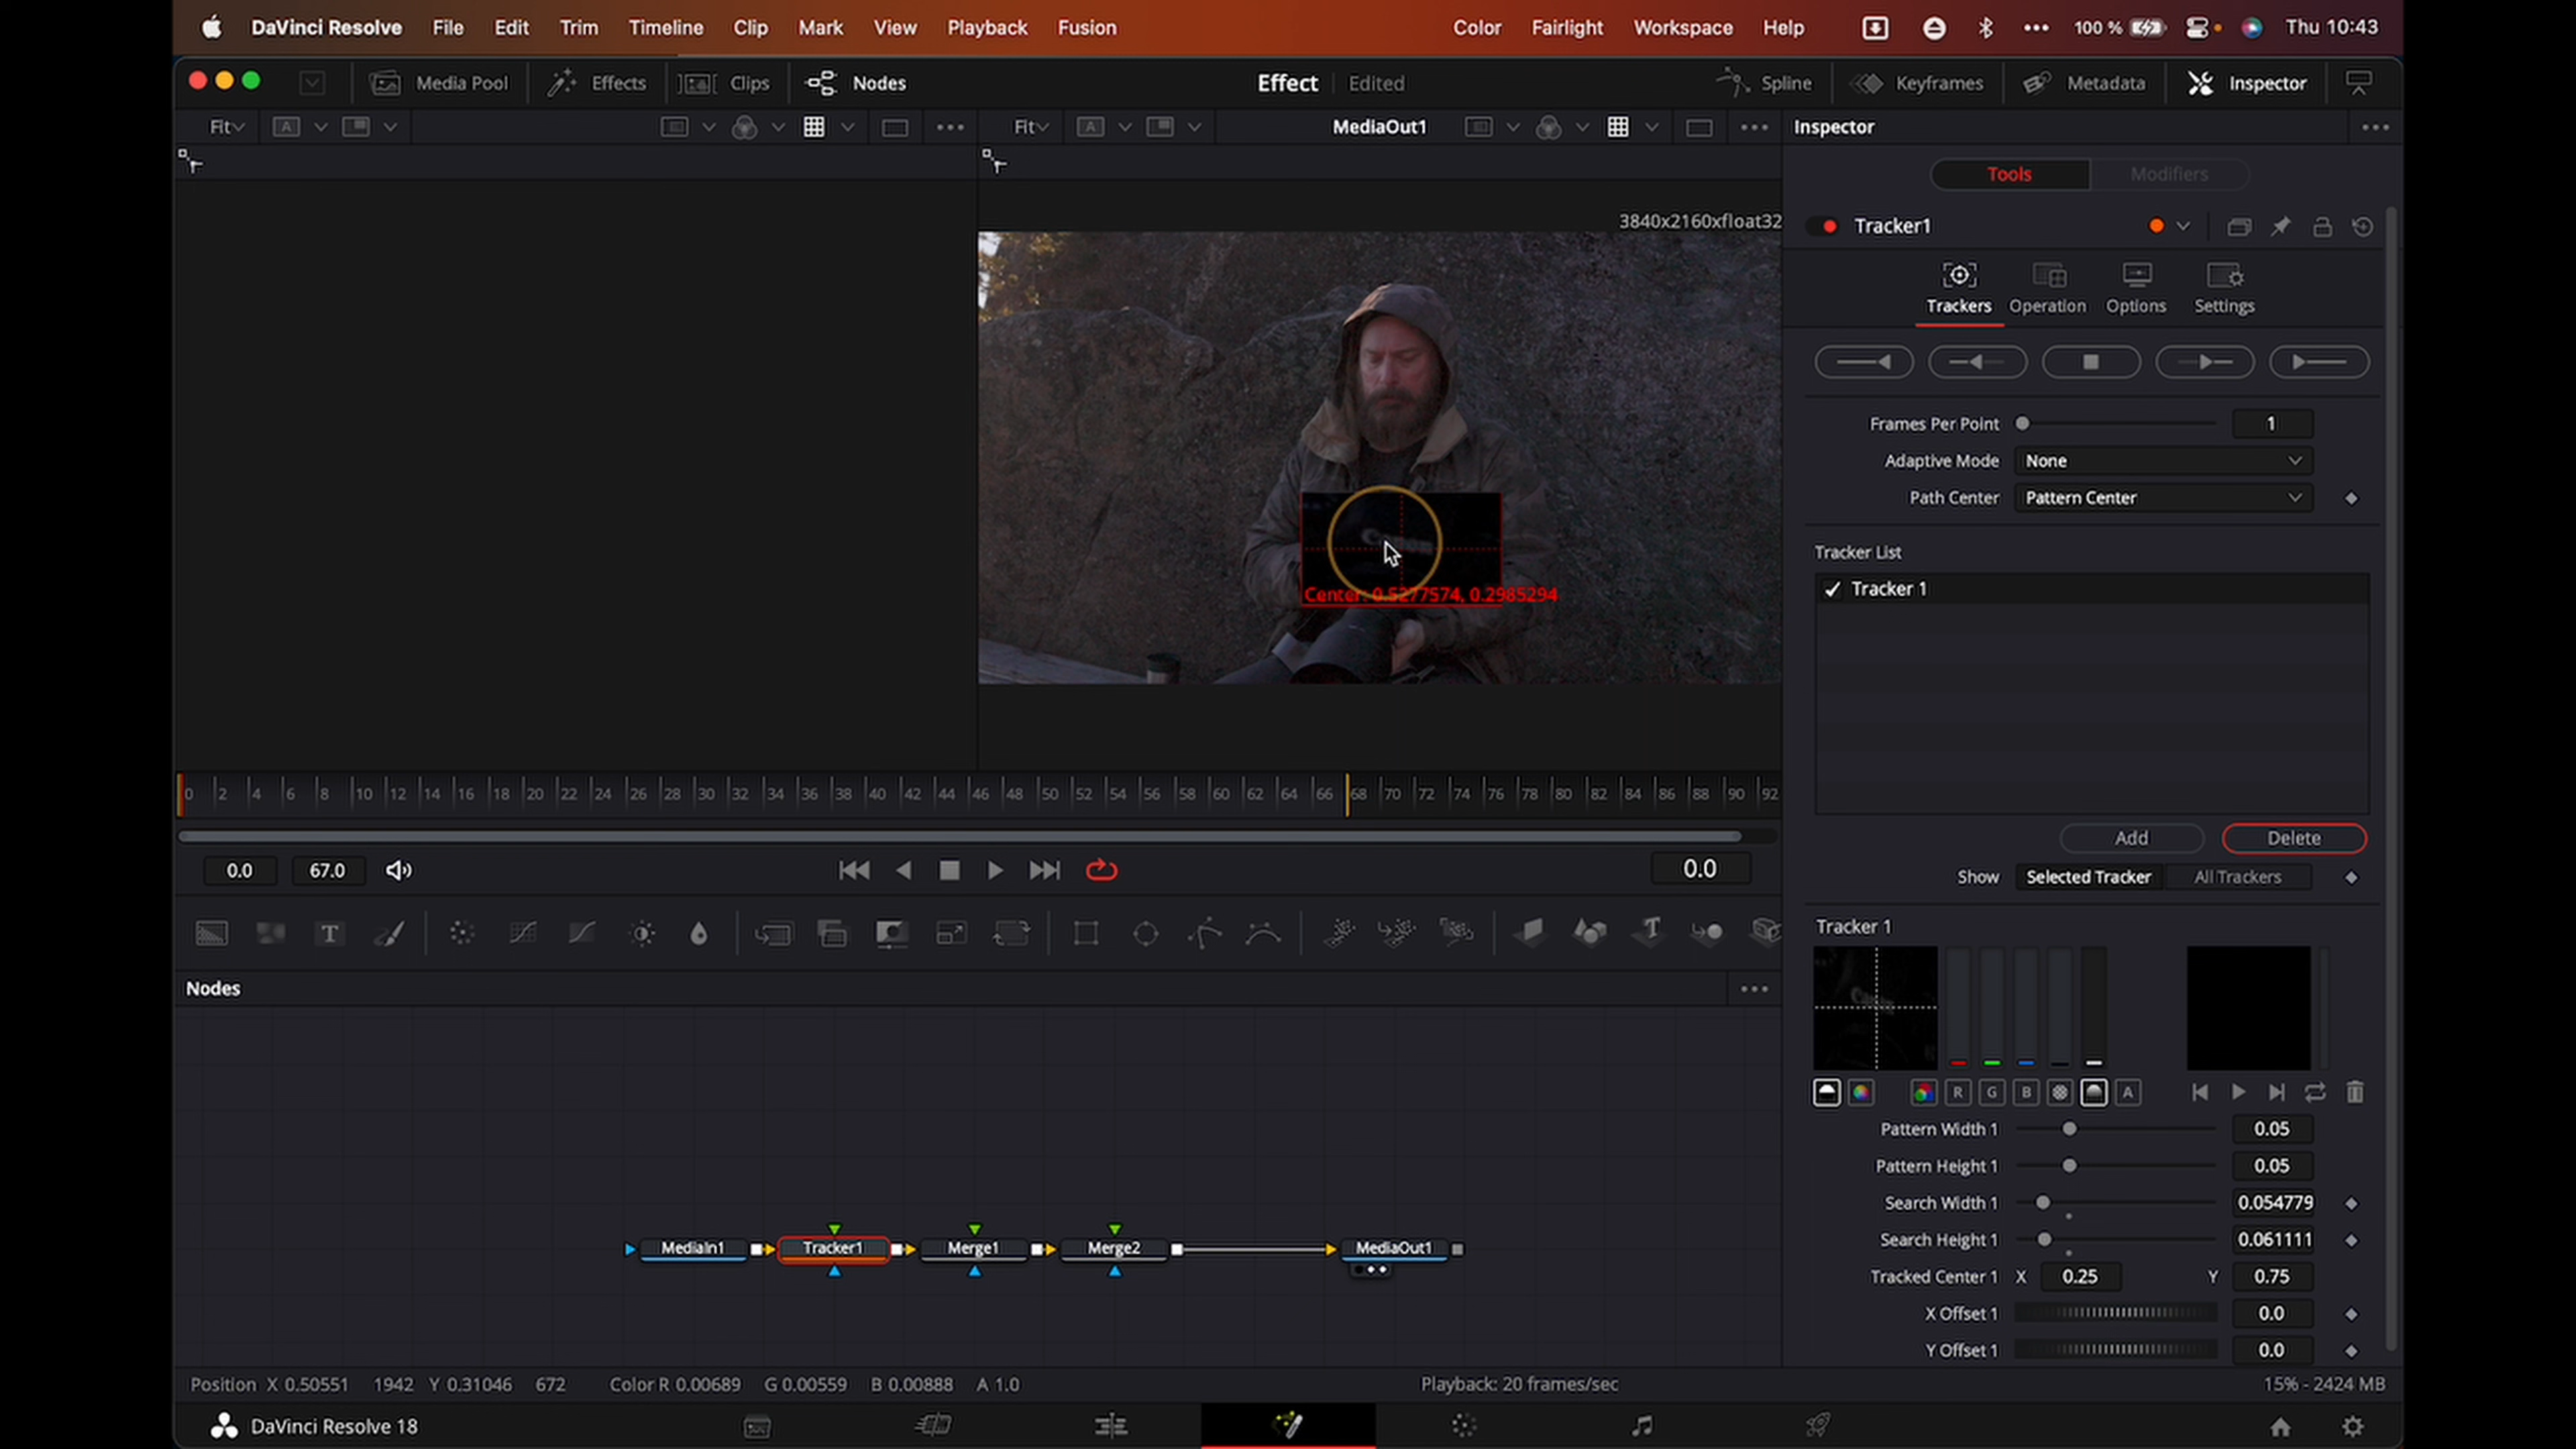 DaVinci Resolve File Edit Trim Timeline Clip Mark View Playback Fusion Color Fairlight Workspace Help 100 % Thu 10:43
Media Pool Effects Clips Nodes Effect Edited Spline Keyframes Metadata Inspector
Fit A Fit A MediaOut1 Inspector
Tools Modifiers
3840x2160xfloat32
Tracker1
Trackers Operation Options Settings
Frames Per Point 1
Adaptive Mode None
Path Center Pattern Center
Canon
Center: 0.5277574, 0.2985294
Tracker List
Tracker 1
0 2 4 6 8 10 12 14 16 18 20 22 24 26 28 30 32 34 36 38 40 42 44 46 48 50 52 54 56 58 60 62 64 66 68 70 72 74 76 78 80 82 84 86 88 90 92
Add Delete
0.0 67.0 0.0
Show Selected Tracker All Trackers
T T
Tracker 1
Nodes
Canon
R G B A
Pattern Width 1 0.05
Pattern Height 1 0.05
Search Width 1 0.054779
Search Height 1 0.061111
MediaIn1 Tracker1 Merge1 Merge2 MediaOut1
Tracked Center 1 X 0.25 Y 0.75
X Offset 1 0.0
Y Offset 1 0.0
Position X 0.50551 1942 Y 0.31046 672 Color R 0.00689 G 0.00559 B 0.00888 A 1.0 Playback: 20 frames/sec 15% - 2424 MB
DaVinci Resolve 18